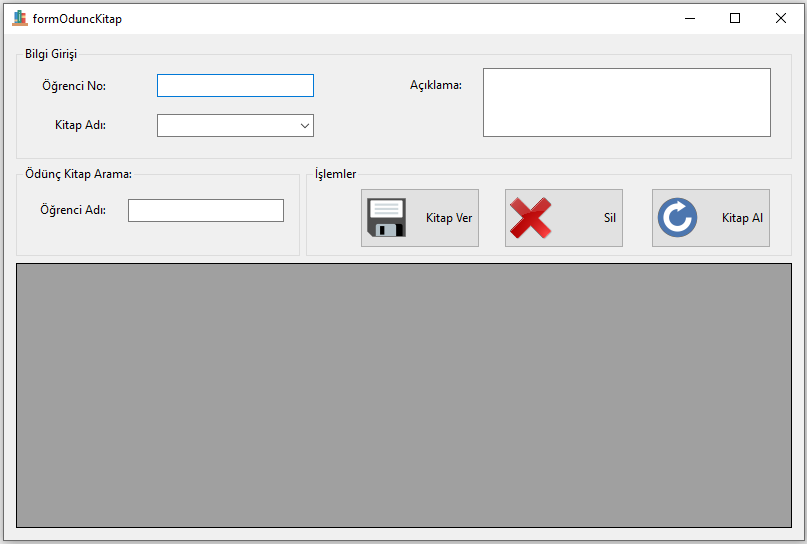 formOduncKitap
Bilgi Girişi
Öğrenci No:
Açıklama:
Kitap Adı:
Ödünç Kitap Arama:
İşlemler
Öğrenci Adı:
Kitap Ver
Sil
Kitap Al